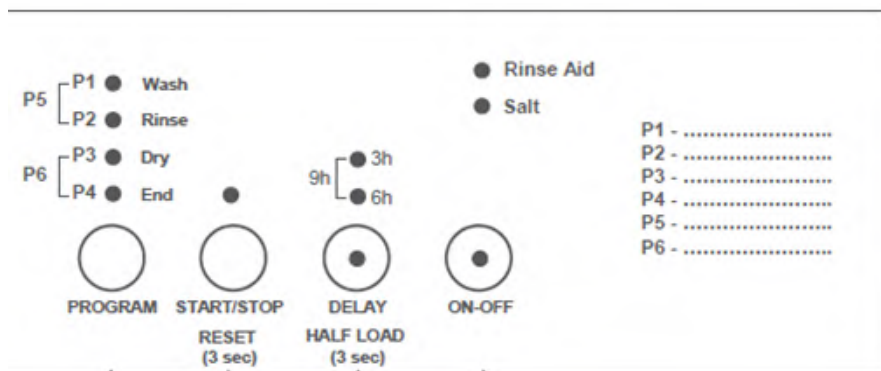 Rinse Aid
P1 Wash
P5
Salt
P2 Rinse
P3 Dry
3h
P6
9h
P4 End
6h
P1 - .......................
P2 - .......................
P3 - .......................
P4 - .......................
P5 - .......................
P6 - .......................
PROGRAM START/STOP DELAY ON-OFF
RESET HALF LOAD
(3 sec) (3 sec)